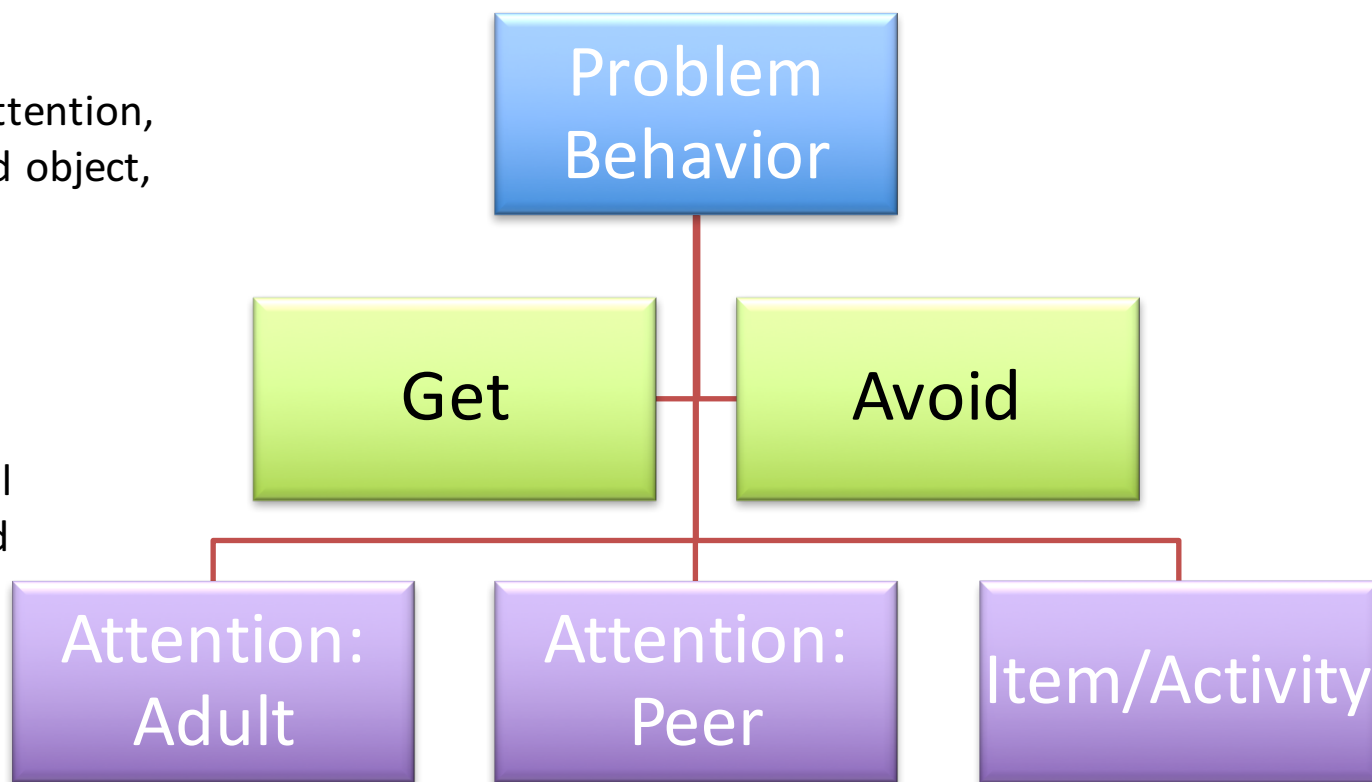 Problem
Behavior
ttention,
d object,
Get
Avoid
l
d
Attention:
Adult
Attention:
Peer
Item/Activity